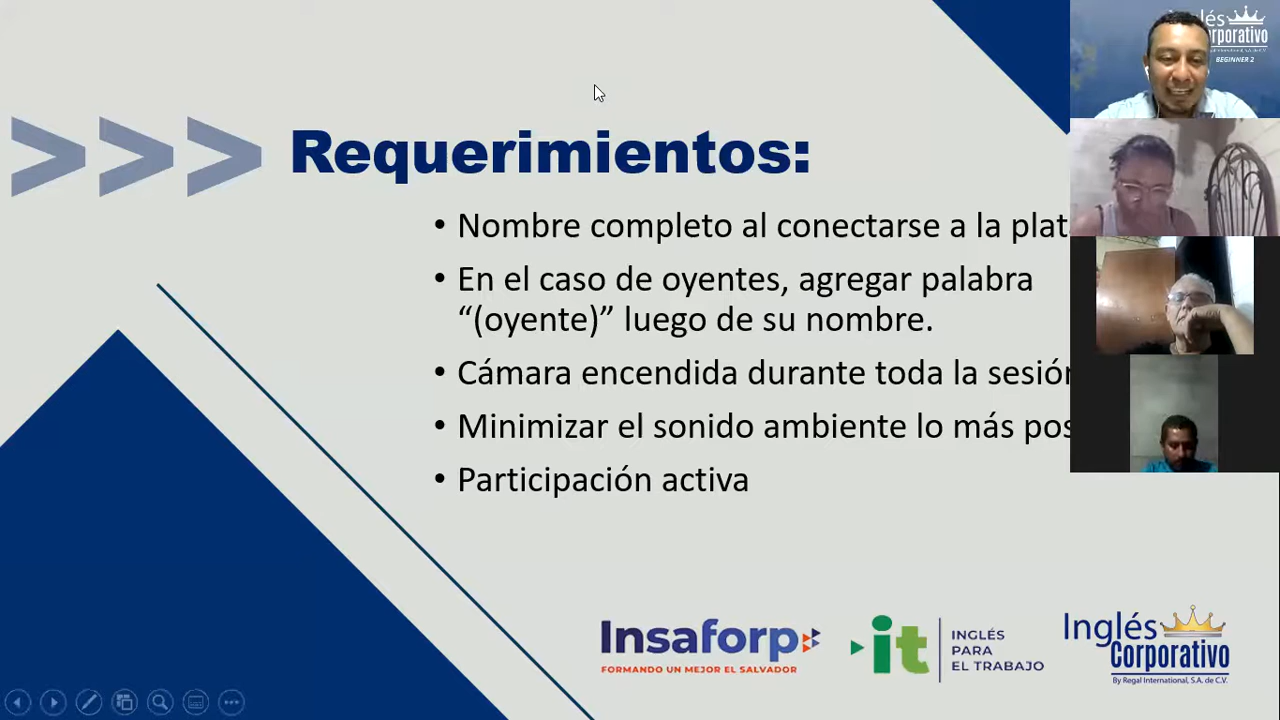 Requerimientos:
• Nombre completo al conectarse a la plat
• En el caso de oyentes, agregar palabra
“(oyente)” luego de su nombre.
• Cámara encendida durante toda la sesión
• Minimizar el sonido ambiente lo más pos
• Participación activa
Insaforp
FORMANDO UN MEJOR EL SALVADOR
it
INGLÉS
PARA
EL TRABAJO
Inglés
Corporativo
By Regal International, S.A. de C.V.
BEGINNER 2